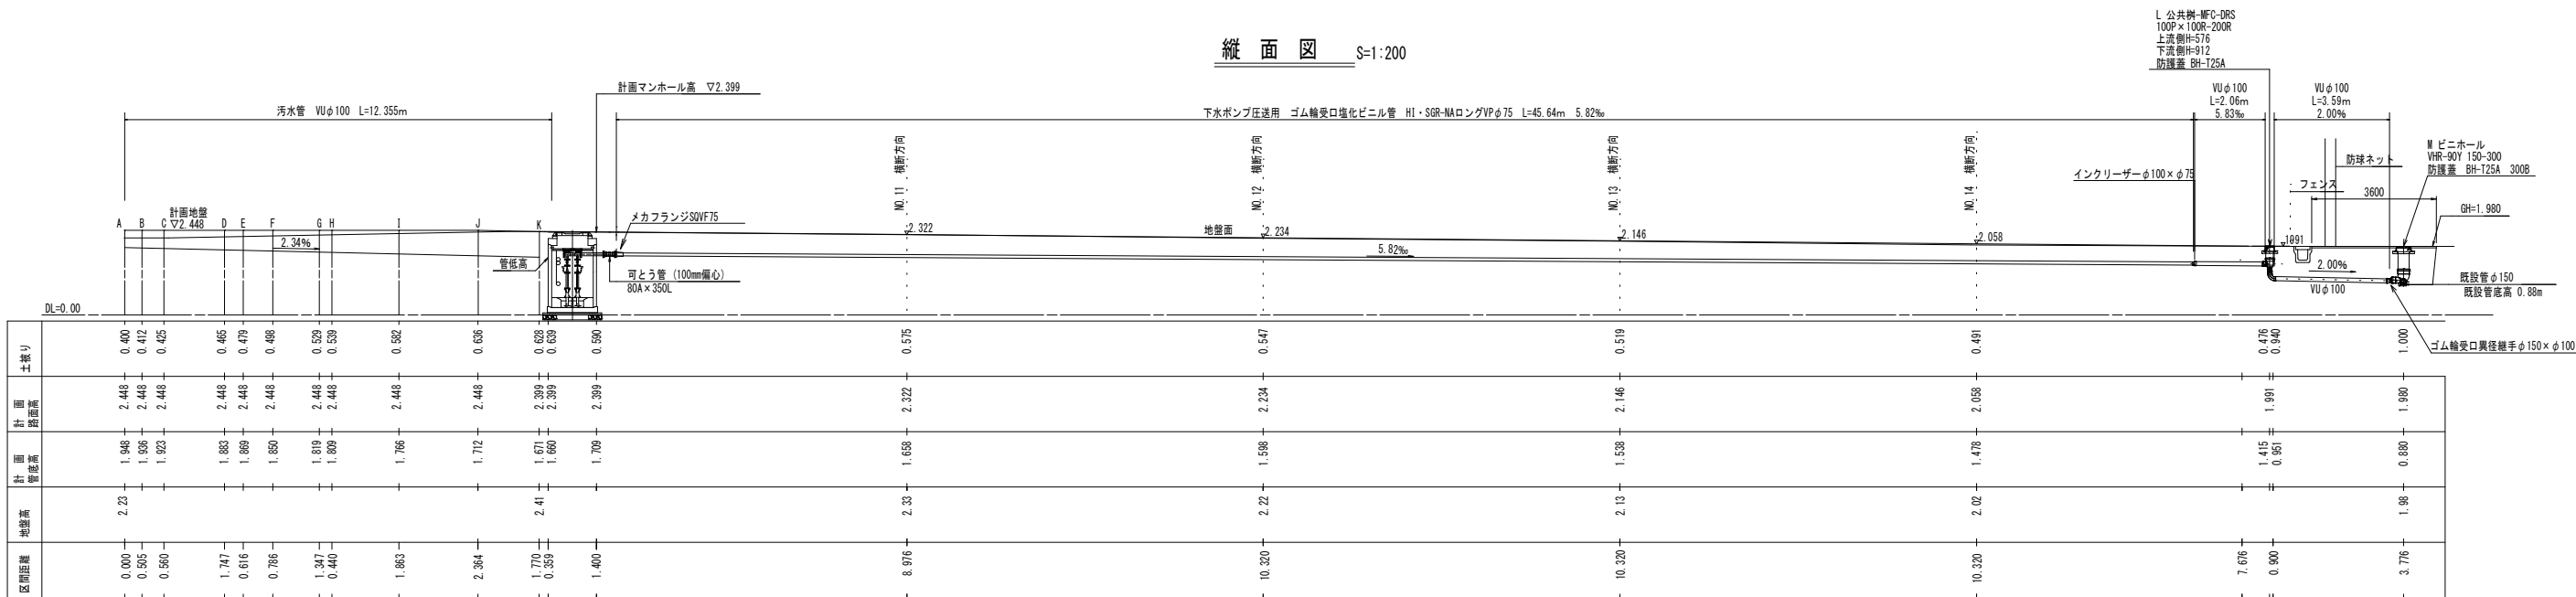 縦 面 図 S=1:200
L 公共桝-MFC-DRS
100P×100R-200R
上流側H=576
下流側H=912
防護蓋 BH-T25A
計画マンホール高 ▽2.399
汚水管 VUφ100 L=12.355m
下水ポンプ圧送用 ゴム輪受口塩化ビニル管 HI・SGR-NAロングVPφ75 L=45.64m 5.82‰
VUφ100
L=2.06m
5.83‰
VUφ100
L=3.59m
2.00%
NO.11 横断方向
NO.12 横断方向
NO.13 横断方向
NO.14 横断方向
防球ネット
M ビニホール
VHR-90Y 150-300
防護蓋 BH-T25A 300B
インクリーザーφ100×φ75
フェンス
3600
計画地盤
▽2.448
A B C D E F G H I J K
メカフランジSQVF75
GH=1.980
2.322
地盤面
2.234
2.146
2.058
1991
2.34%
5.82‰
2.00%
管低高
可とう管 (100mm偏心)
80A×350L
VUφ100
既設管φ150
既設管底高 0.88m
DL=0.00
ゴム輪受口異径継手φ150×φ100
土被り 0.400 0.412 0.425 0.465 0.479 0.498 0.529 0.539 0.582 0.636 0.628 0.639 0.590 0.575 0.547 0.519 0.491 0.476 0.940 1.000
計画路面高 2.448 2.448 2.448 2.448 2.448 2.448 2.448 2.448 2.448 2.448 2.399 2.399 2.399 2.322 2.234 2.146 2.058 1.991 1.980
計画管底高 1.948 1.936 1.923 1.883 1.869 1.850 1.819 1.809 1.766 1.712 1.671 1.660 1.709 1.658 1.598 1.538 1.478 1.415 0.951 0.880
地盤高 2.23 2.41 2.33 2.22 2.13 2.02 1.98
区間距離 0.000 0.505 0.560 1.747 0.616 0.786 1.347 0.440 1.863 2.364 1.770 0.359 1.400 8.976 10.320 10.320 10.320 7.676 0.900 3.776